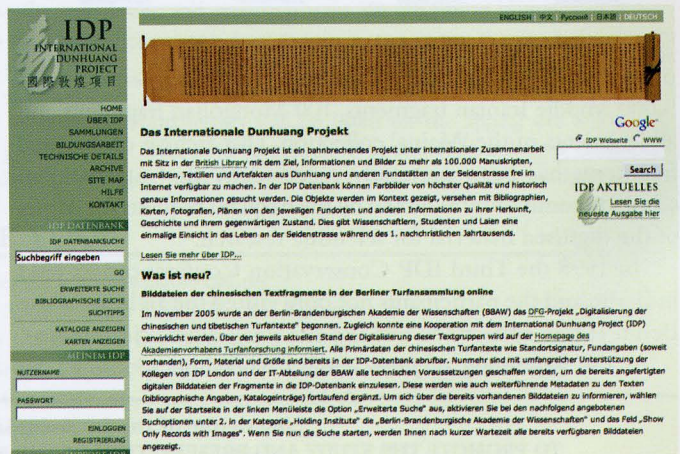 IDP
INTERNATIONAL
DUNHUANG
PROJECT
國際敦煌項目
HOME
ÜBER IDP
SAMMLUNGEN
BILDUNGSARBEIT
TECHNISCHE DETAILS
ARCHIVE
SITE MAP
HILFE
KONTAKT
IDP DATENBANK
IDP DATENBANKSUCHE
Suchbegriff eingeben
GO
ERWEITERTE SUCHE
BIBLIOGRAPHISCHE SUCHE
SUCHTIPPS
KATALOGE ANZEIGEN
KARTEN ANZEIGEN
MEINEM IDP
NUTZERNAME
PASSWORT
EINLOGGEN
REGISTRIERUNG
ENGLISH | 中文 | Русский | 日本語 | DEUTSCH
Das Internationale Dunhuang Projekt
Das Internationale Dunhuang Projekt ist ein bahnbrechendes Projekt unter internationaler Zusammenarbeit
mit Sitz in der British Library mit dem Ziel, Informationen und Bilder zu mehr als 100.000 Manuskripten,
Gemälden, Textilien und Artefakten aus Dunhuang und anderen Fundstätten an der Seidenstrasse frei im
Internet verfügbar zu machen. In der IDP Datenbank können Farbbilder von höchster Qualität und historisch
genaue Informationen gesucht werden. Die Objekte werden im Kontext gezeigt, versehen mit Bibliographien,
Karten, Fotografien, Plänen von den jeweiligen Fundorten und anderen Informationen zu ihrer Herkunft,
Geschichte und ihrem gegenwärtigen Zustand. Dies gibt Wissenschaftlern, Studenten und Laien eine
einmalige Einsicht in das Leben an der Seidenstrasse während des 1. nachchristlichen Jahrtausends.
Lesen Sie mehr über IDP...
Google
IDP Webseite WWW
Search
IDP AKTUELLES
Lesen Sie die
neueste Ausgabe hier
Was ist neu?
Bilddaten der chinesischen Textfragmente in der Berliner Turfansammlung online
Im November 2005 wurde an der Berlin-Brandenburgischen Akademie der Wissenschaften (BBAW) das DFG-Projekt „Digitalisierung der
chinesischen und tibetischen Turfantexte" begonnen. Zugleich konnte eine Kooperation mit dem International Dunhuang Project (IDP)
verwirklicht werden. Über den jeweils aktuellen Stand der Digitalisierung dieser Textgruppen wird auf der Homepage des
Akademienvorhabens Turfanforschung informiert. Alle Primärdaten der chinesischen Turfantexte wie Standortsignatur, Fundangaben (soweit
vorhanden), Form, Material und Größe sind bereits in der IDP-Datenbank abrufbar. Nunmehr sind mit umfangreicher Unterstützung der
Kollegen von IDP London und der IT-Abteilung der BBAW alle technischen Voraussetzungen geschaffen worden, um die bereits angefertigten
digitalen Bilddateien der Fragmente in die IDP-Datenbank einzulesen. Diese werden wie auch weiterführende Metadaten zu den Texten
(bibliographische Angaben, Katalogeinträge) fortlaufend ergänzt. Um sich über die bereits vorhandenen Bilddateien zu informieren, wählen
Sie auf der Startseite in der linken Menüleiste die Option „Erweiterte Suche" aus, aktivieren Sie bei den nachfolgend angebotenen
Suchoptionen unter 2. in der Kategorie „Holding Institute" die „Berlin-Brandenburgische Akademie der Wissenschaften" und das Feld „Show
Only Records with Images". Wenn Sie nun die Suche starten, werden Ihnen nach kurzer Wartezeit alle bereits verfügbaren Bilddateien
angezeigt.